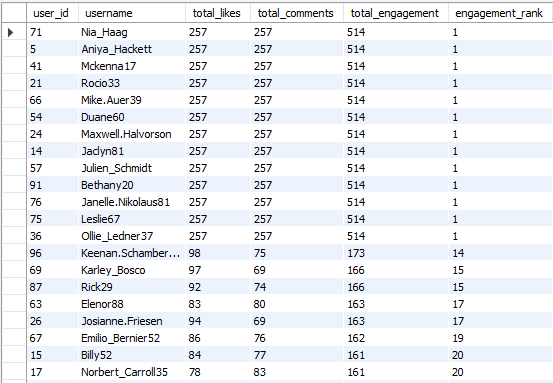 user_id username total_likes total_comments total_engagement engagement_rank
71 Nia_Haag 257 257 514 1
5 Aniya_Hackett 257 257 514 1
41 Mckenna17 257 257 514 1
21 Rocio33 257 257 514 1
66 Mike.Auer39 257 257 514 1
54 Duane60 257 257 514 1
24 Maxwell.Halvorson 257 257 514 1
14 Jaclyn81 257 257 514 1
57 Julien_Schmidt 257 257 514 1
91 Bethany20 257 257 514 1
76 Janelle.Nikolaus81 257 257 514 1
75 Leslie67 257 257 514 1
36 Ollie_Ledner37 257 257 514 1
96 Keenan.Schamber... 98 75 173 14
69 Karley_Bosco 97 69 166 15
87 Rick29 92 74 166 15
63 Elenor88 83 80 163 17
26 Josianne.Friesen 94 69 163 17
67 Emilio_Bernier52 86 76 162 19
15 Billy52 84 77 161 20
17 Norbert_Carroll35 78 83 161 20